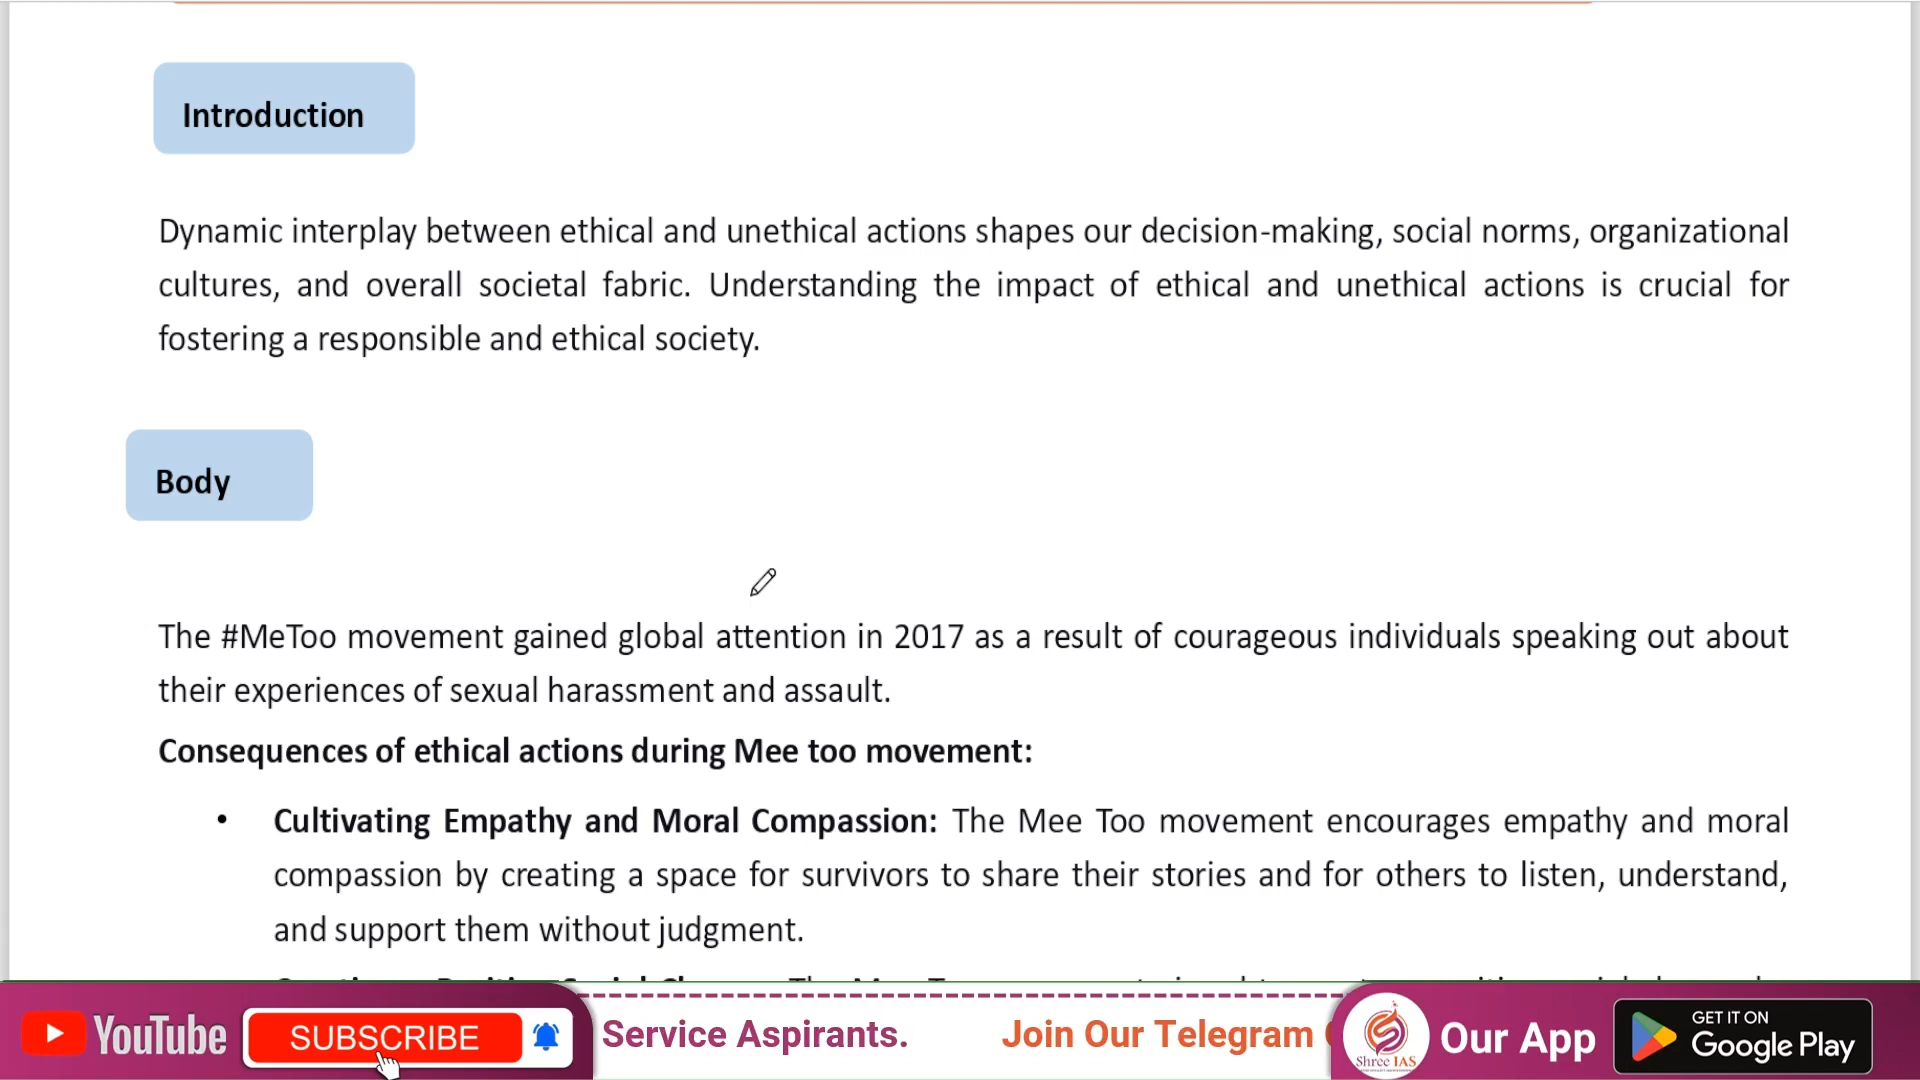 Introduction
Dynamic interplay between ethical and unethical actions shapes our decision-making, social norms, organizational
cultures, and overall societal fabric. Understanding the impact of ethical and unethical actions is crucial for
fostering a responsible and ethical society.
Body
The #MeToo movement gained global attention in 2017 as a result of courageous individuals speaking out about
their experiences of sexual harassment and assault.
Consequences of ethical actions during Mee too movement:
• Cultivating Empathy and Moral Compassion: The Mee Too movement encourages empathy and moral
compassion by creating a space for survivors to share their stories and for others to listen, understand,
and support them without judgment.
YouTube SUBSCRIBE Service Aspirants. Join Our Telegram
Shree IAS
Our App
GET IT ON
Google Play